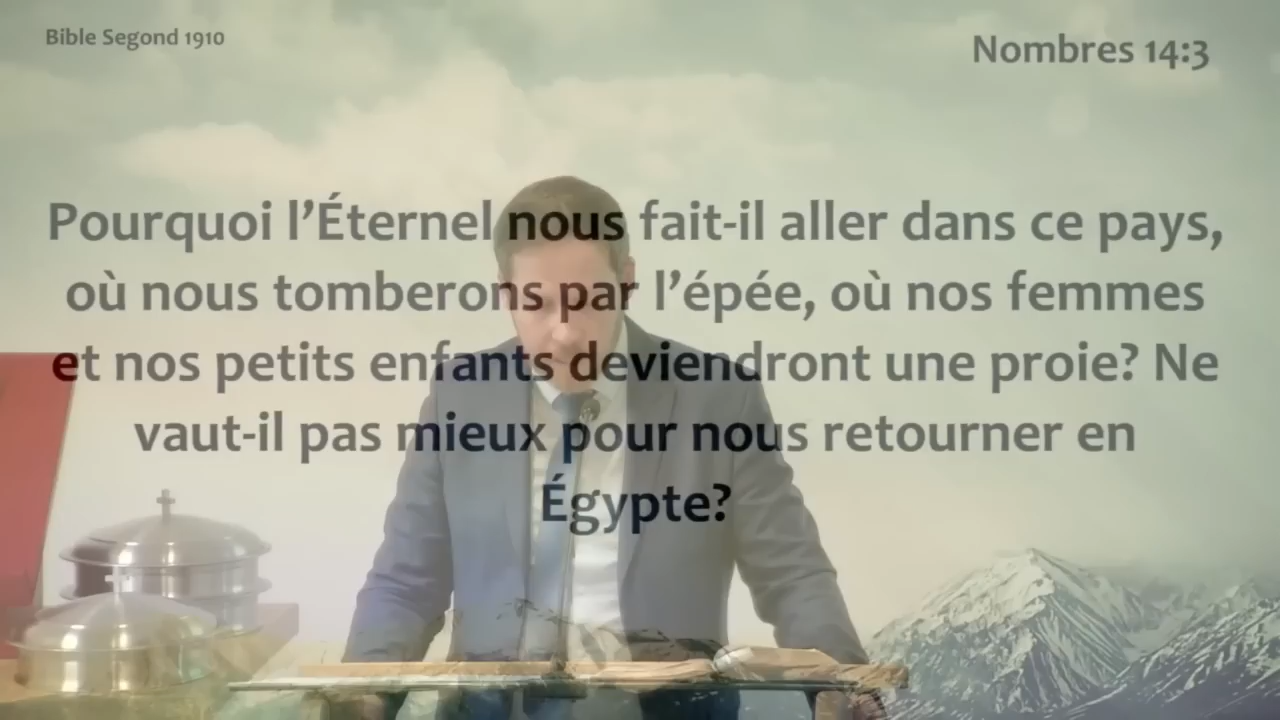 Bible Segond 1910
Nombres 14:3
Pourquoi l’Éternel nous fait-il aller dans ce pays,
où nous tomberons par l’épée, où nos femmes
et nos petits enfants deviendront une proie? Ne
vaut-il pas mieux pour nous retourner en
Égypte?